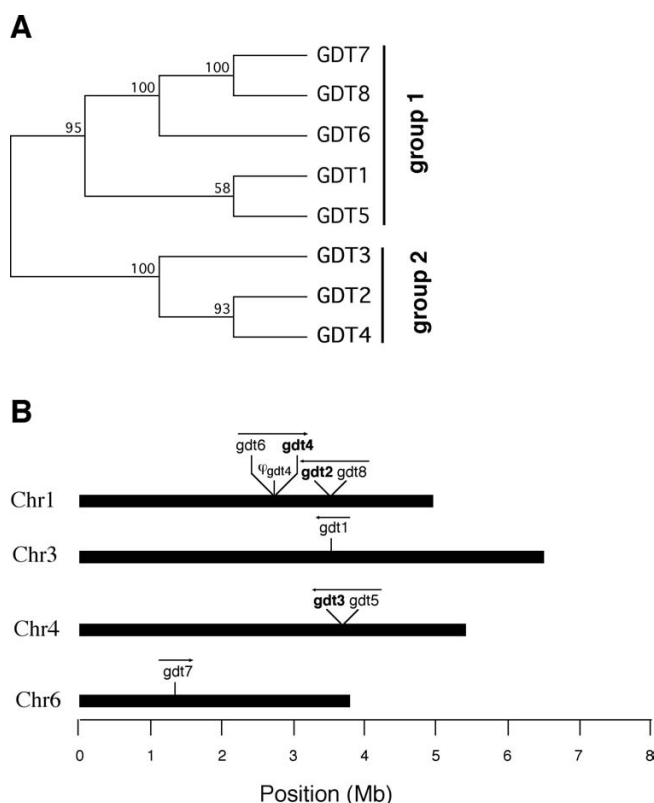 A
GDT7
100
GDT8
100
GDT6
95
GDT1
58
GDT5
group 1
GDT3
100
GDT2
93
GDT4
group 2
B
gdt6 gdt4
φgdt4 gdt2 gdt8
Chr1
gdt1
Chr3
gdt3 gdt5
Chr4
gdt7
Chr6
0 1 2 3 4 5 6 7 8
Position (Mb)